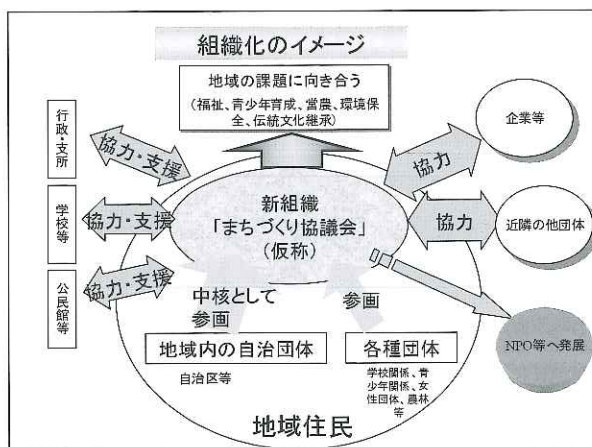 組織化のイメージ
地域の課題に向き合う
(福祉、青少年育成、営農、環境保
全、伝統文化継承)
行政・支所
協力・支援
協力
企業等
学校等
協力・支援
新組織
「まちづくり協議会」
(仮称)
協力
近隣の他団体
公民館等
協力・支援
中核として
参画
参画
NPO等へ発展
地域内の自治団体
各種団体
自治区等
学校関係、青
少年関係、女
性団体、農林
等
地域住民